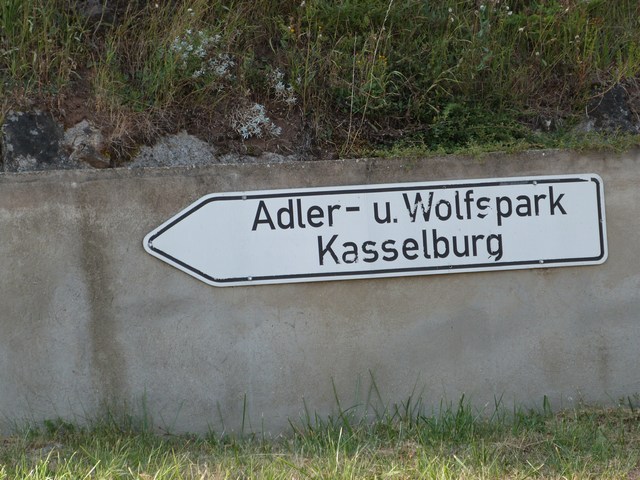 Adler- u. Wolfspark
Kasselburg